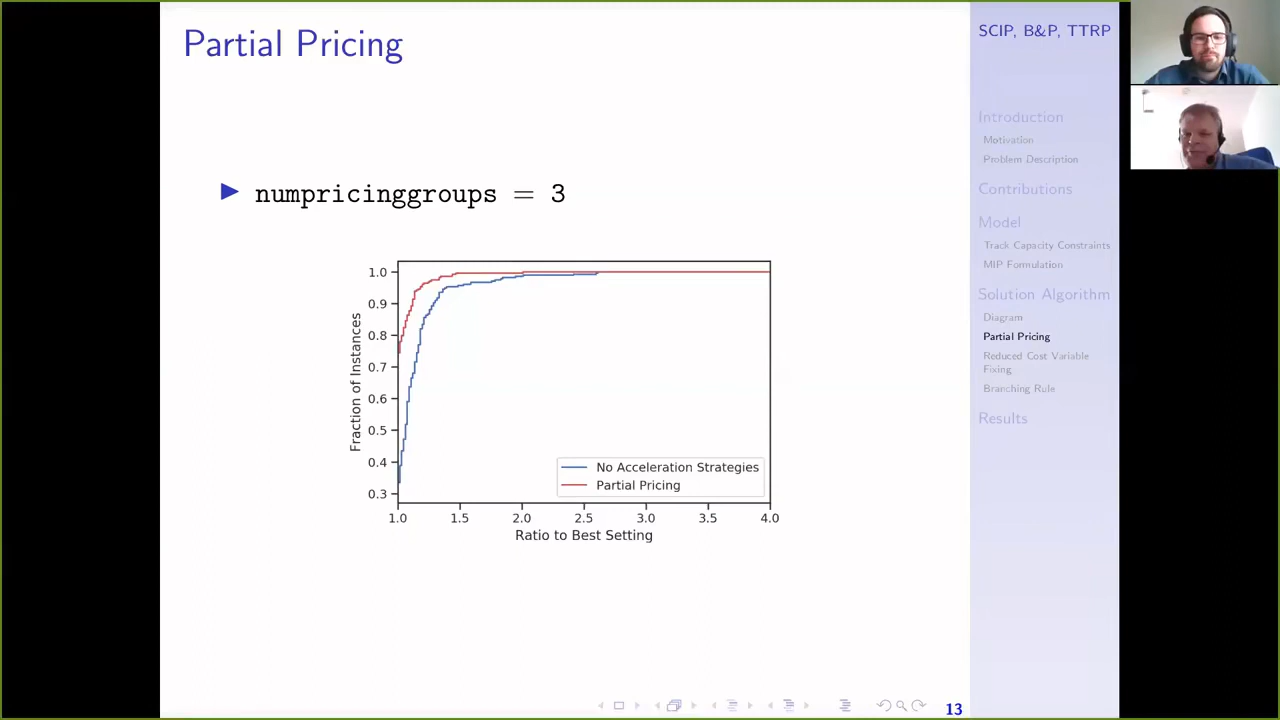 Partial Pricing
numpricinggroups = 3
1.0
0.9
0.8
0.7
0.6
0.5
0.4
0.3
Fraction of Instances
No Acceleration Strategies
Partial Pricing
1.0 1.5 2.0 2.5 3.0 3.5 4.0
Ratio to Best Setting
SCIP, B&P, TTRP
Introduction
Motivation
Problem Description
Contributions
Model
Track Capacity Constraints
MIP Formulation
Solution Algorithm
Diagram
Partial Pricing
Reduced Cost Variable
Fixing
Branching Rule
Results
13